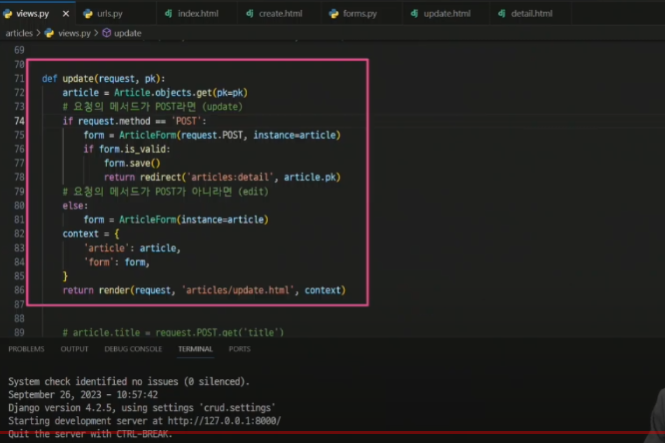 views.py X urls.py index.html create.html forms.py update.html detail.html
articles > views.py > update
69
70
71 def update(request, pk):
72 article = Article.objects.get(pk=pk)
73 # 요청의 메서드가 POST라면 (update)
74 if request.method == 'POST':
75 form = ArticleForm(request.POST, instance=article)
76 if form.is_valid:
77 form.save()
78 return redirect('articles:detail', article.pk)
79 # 요청의 메서드가 POST가 아니라면 (edit)
80 else:
81 form = ArticleForm(instance=article)
82 context = {
83 'article': article,
84 'form': form,
85 }
86 return render(request, 'articles/update.html', context)
87
88
89 # article.title = request.POST.get('title')
PROBLEMS OUTPUT DEBUG CONSOLE TERMINAL PORTS
System check identified no issues (0 silenced).
September 26, 2023 - 10:57:42
Django version 4.2.5, using settings 'crud.settings'
Starting development server at http://127.0.0.1:8000/
Quit the server with CTRL-BREAK.